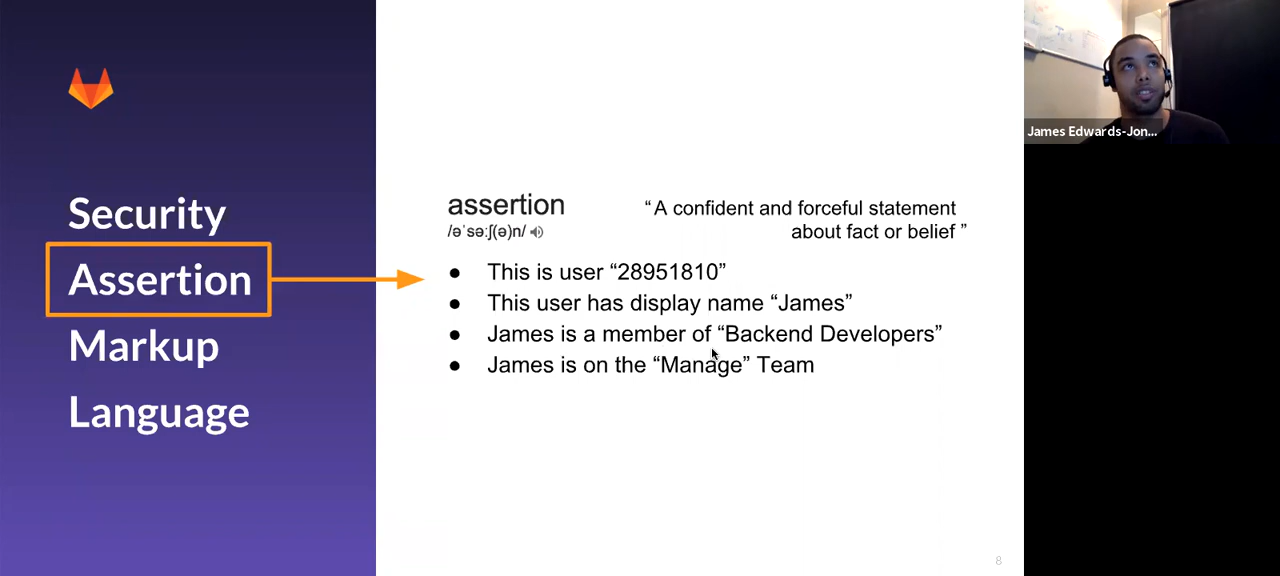 Security
Assertion
Markup
Language
assertion
/əˈsəːʃ(ə)n/
“ A confident and forceful statement
about fact or belief ”
● This is user “28951810”
● This user has display name “James”
● James is a member of “Backend Developers”
● James is on the “Manage” Team
8
James Edwards-Jon...